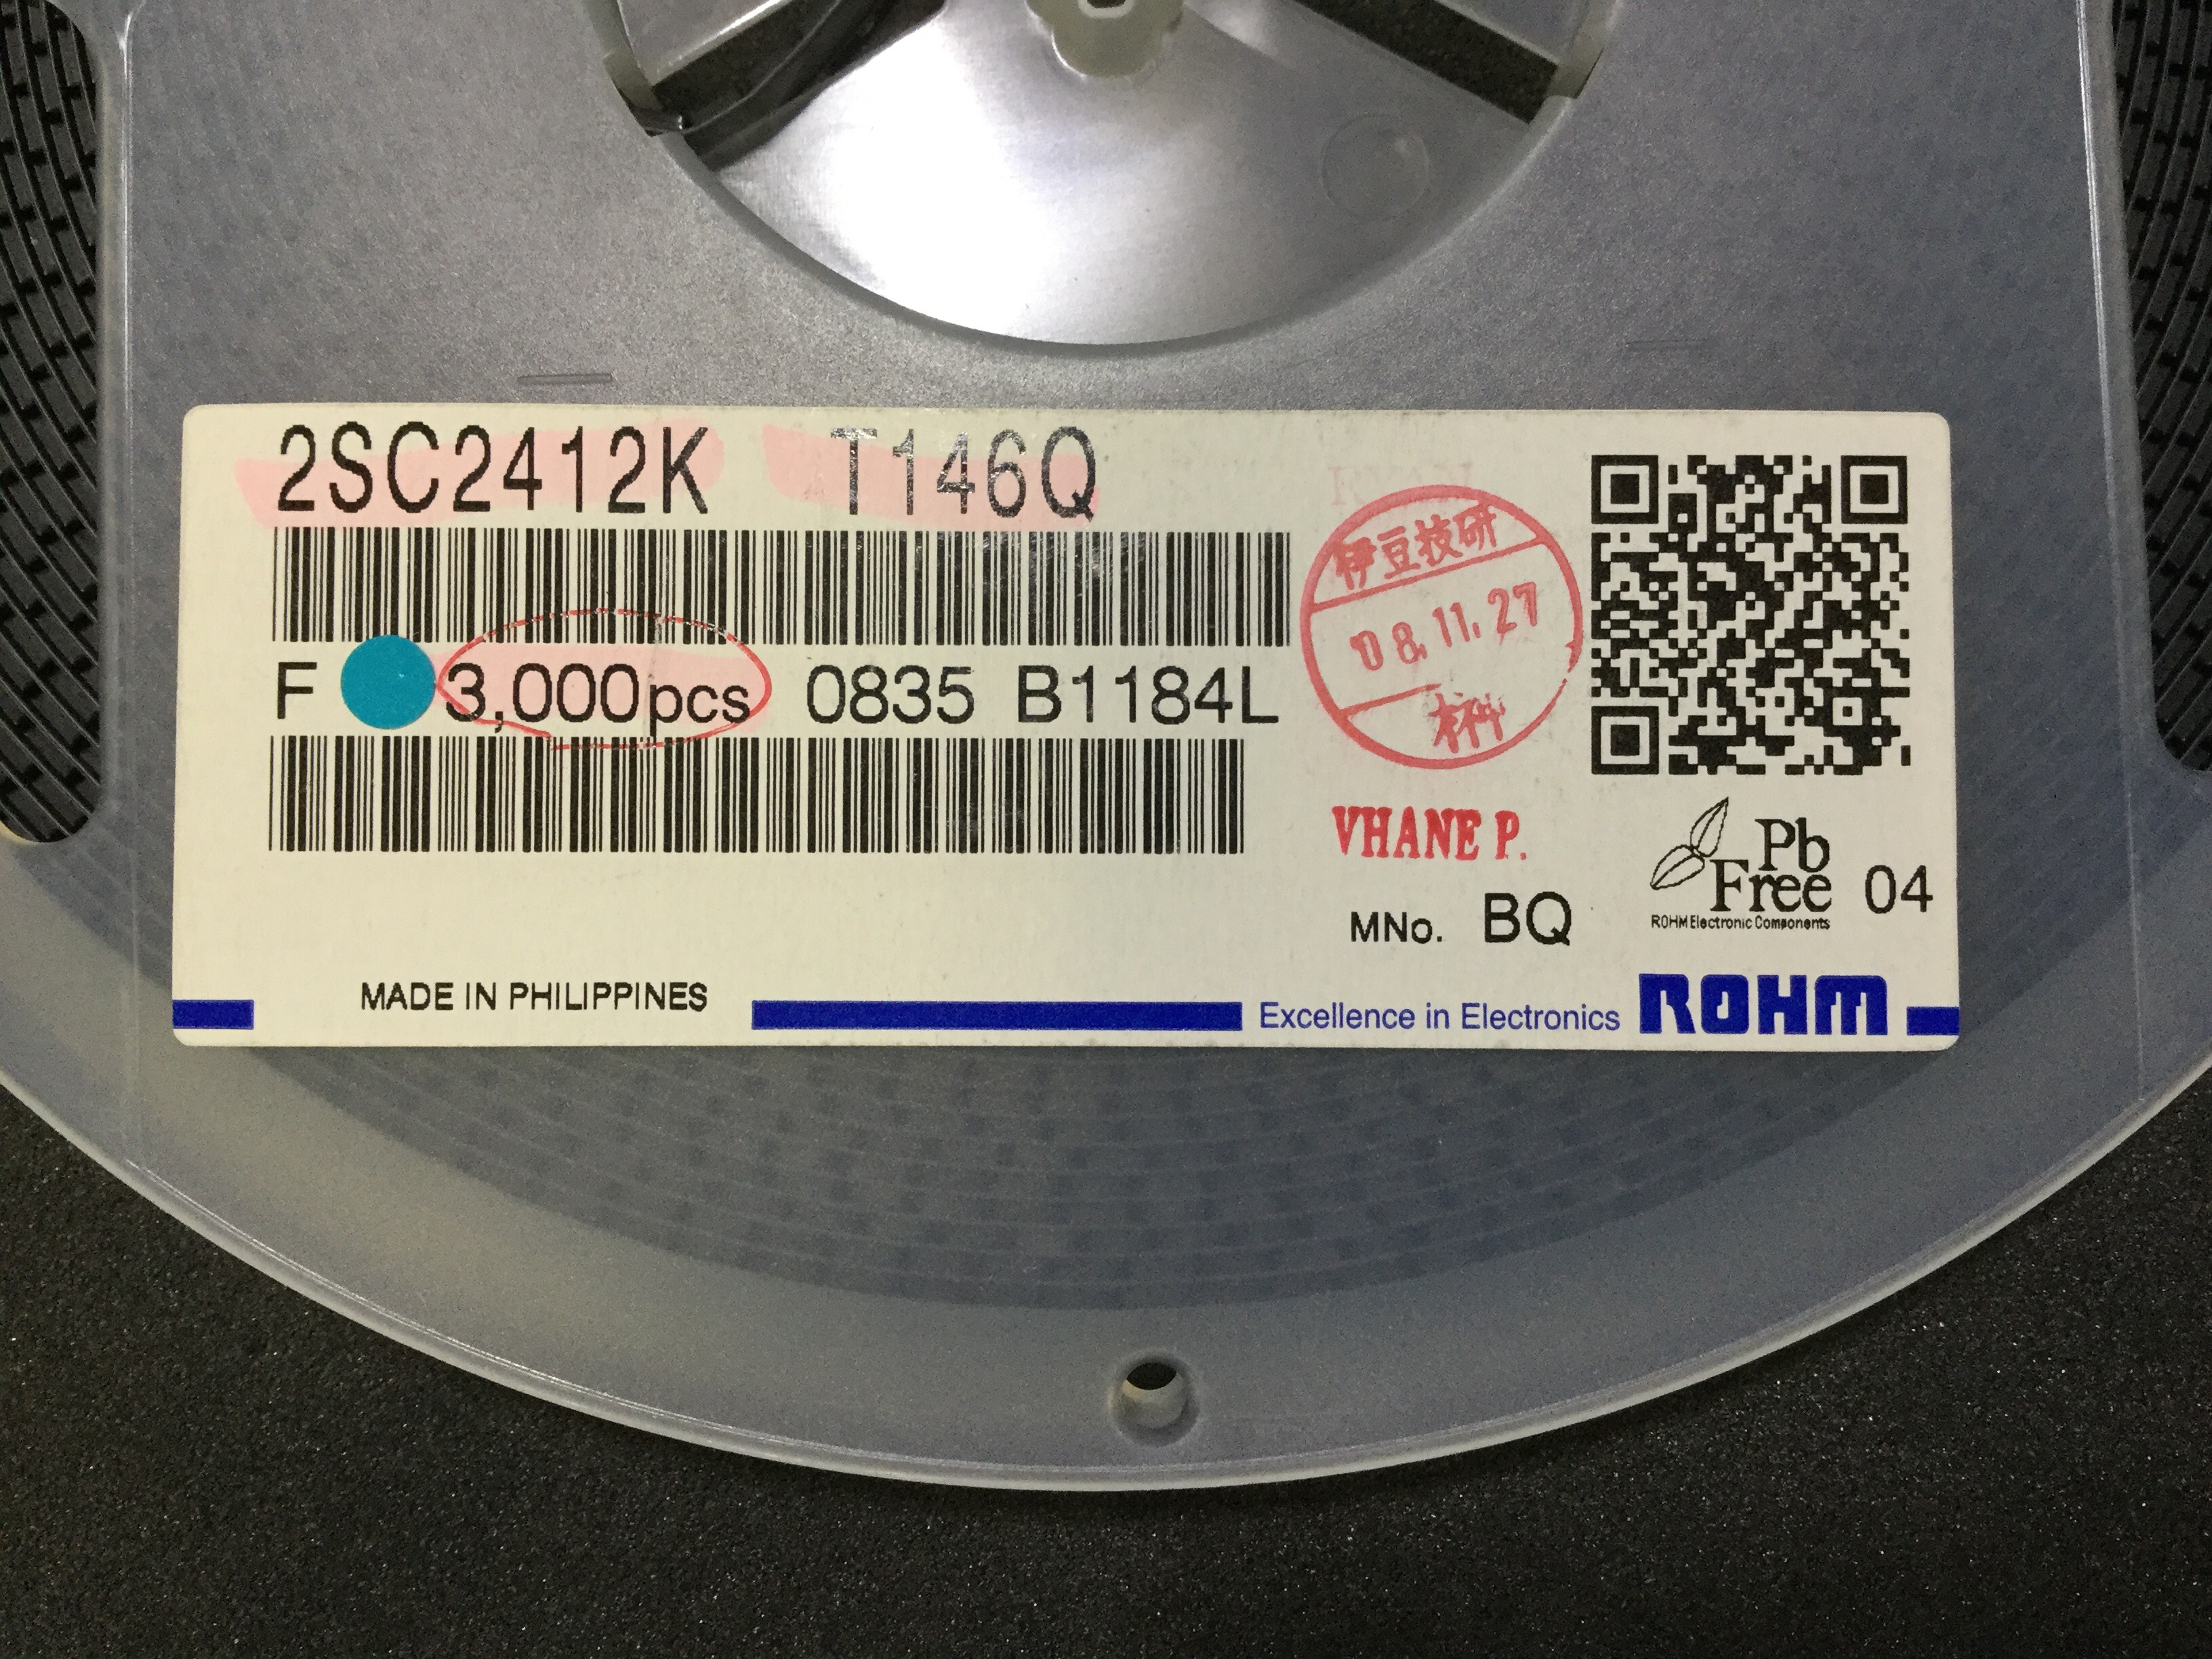 2SC2412K T146Q
F 3,000pcs 0835 B1184L
伊豆技研
'08.11.27
VHANE P.
MNo. BQ
Pb
Free 04
ROHM Electronic Components
MADE IN PHILIPPINES
Excellence in Electronics ROHM